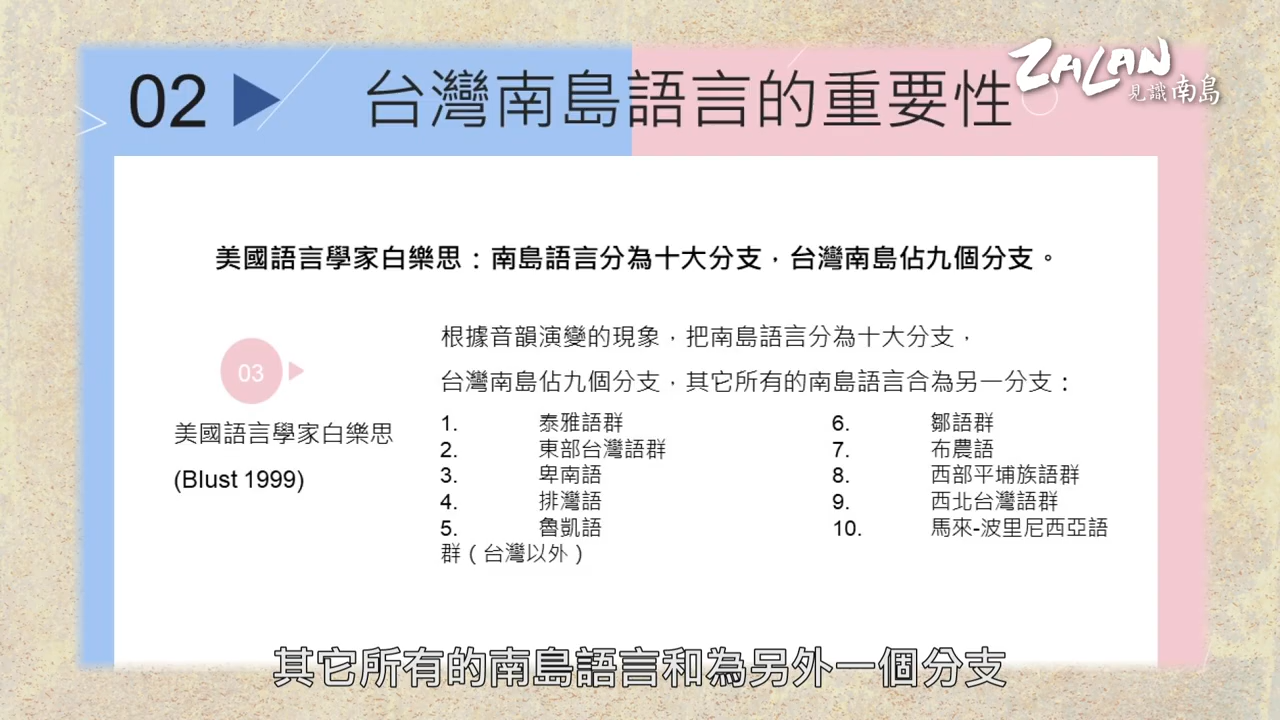 02
台灣南島語言的重要性
ZALAN
見識南島
美國語言學家白樂思：南島語言分為十大分支，台灣南島佔九個分支。
03
美國語言學家白樂思
(Blust 1999)
根據音韻演變的現象，把南島語言分為十大分支，
台灣南島佔九個分支，其它所有的南島語言合為另一分支：
1. 泰雅語群
2. 東部台灣語群
3. 卑南語
4. 排灣語
5. 魯凱語
6. 鄒語群
7. 布農語
8. 西部平埔族語群
9. 西北台灣語群
10. 馬來-波里尼西亞語
群（台灣以外）
其它所有的南島語言和為另外一個分支